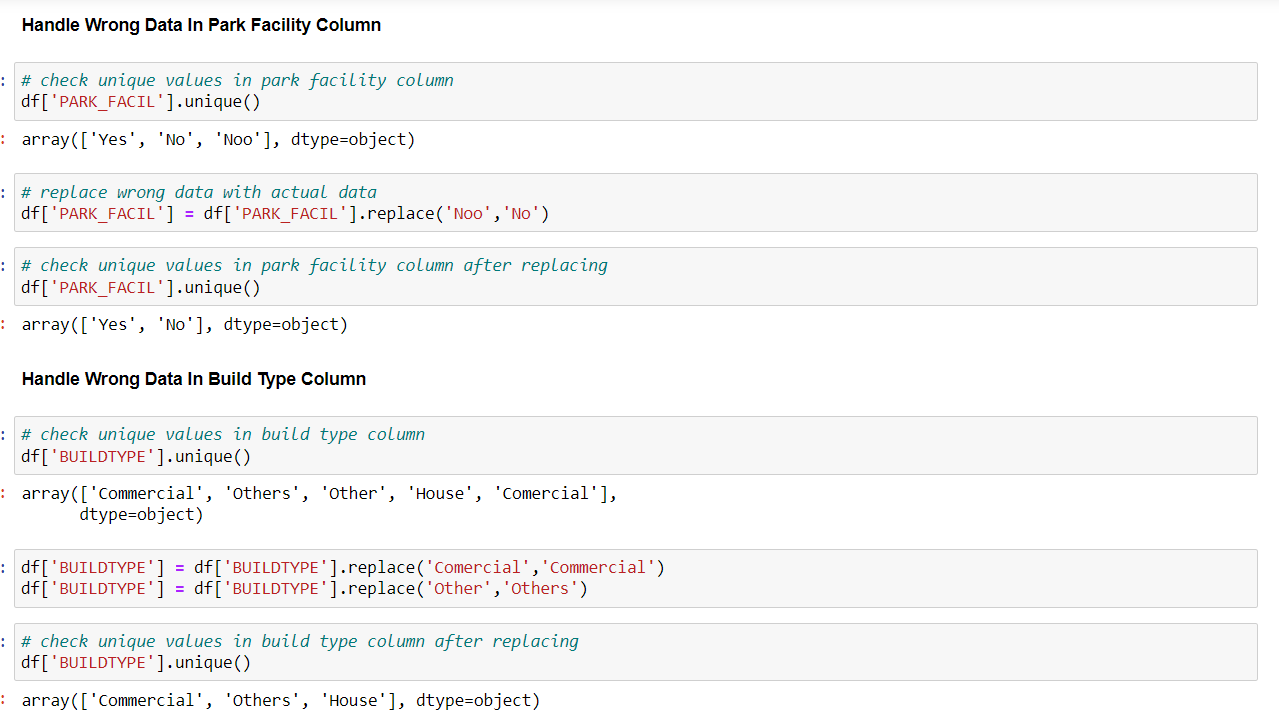 Handle Wrong Data In Park Facility Column
: # check unique values in park facility column
df['PARK_FACIL'].unique()
: array(['Yes', 'No', 'Noo'], dtype=object)
: # replace wrong data with actual data
df['PARK_FACIL'] = df['PARK_FACIL'].replace('Noo','No')
: # check unique values in park facility column after replacing
df['PARK_FACIL'].unique()
: array(['Yes', 'No'], dtype=object)
Handle Wrong Data In Build Type Column
: # check unique values in build type column
df['BUILDTYPE'].unique()
: array(['Commercial', 'Others', 'Other', 'House', 'Comercial'],
dtype=object)
: df['BUILDTYPE'] = df['BUILDTYPE'].replace('Comercial','Commercial')
df['BUILDTYPE'] = df['BUILDTYPE'].replace('Other','Others')
: # check unique values in build type column after replacing
df['BUILDTYPE'].unique()
: array(['Commercial', 'Others', 'House'], dtype=object)